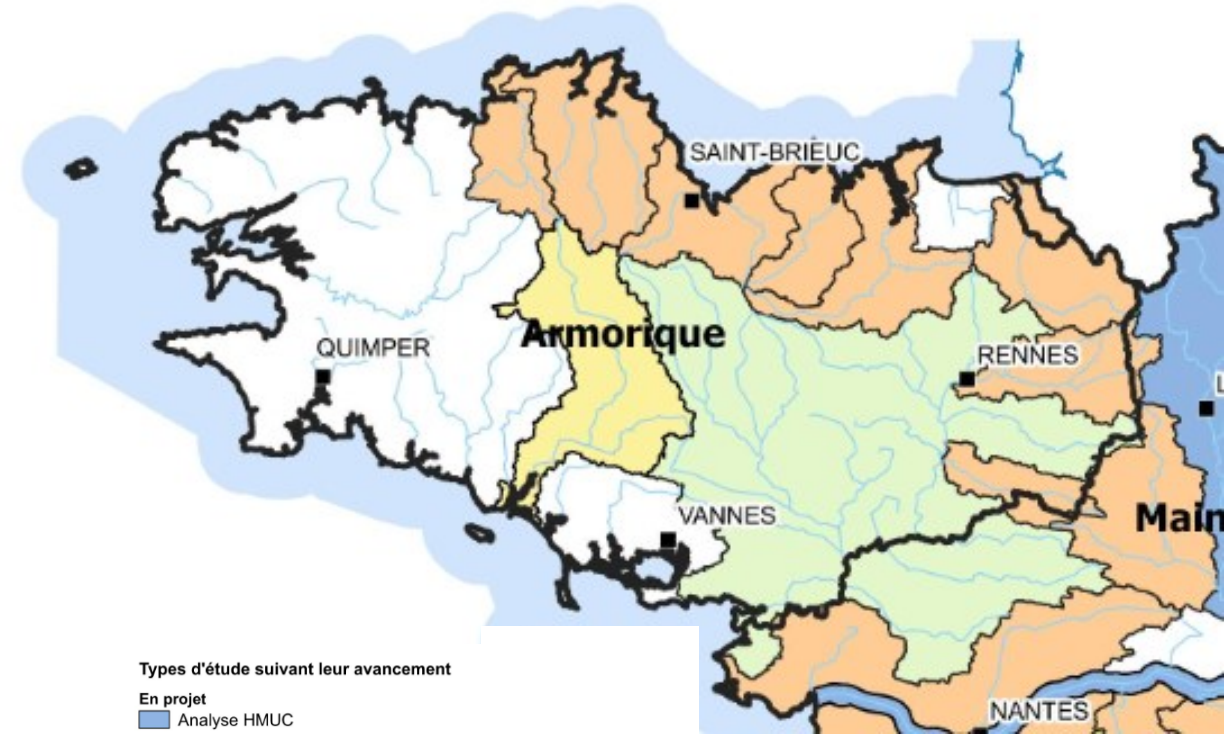 SAINT-BRIEUC
Armorique
QUIMPER
RENNES
L
VANNES
Main
NANTES
Types d'étude suivant leur avancement
En projet
Analyse HMUC